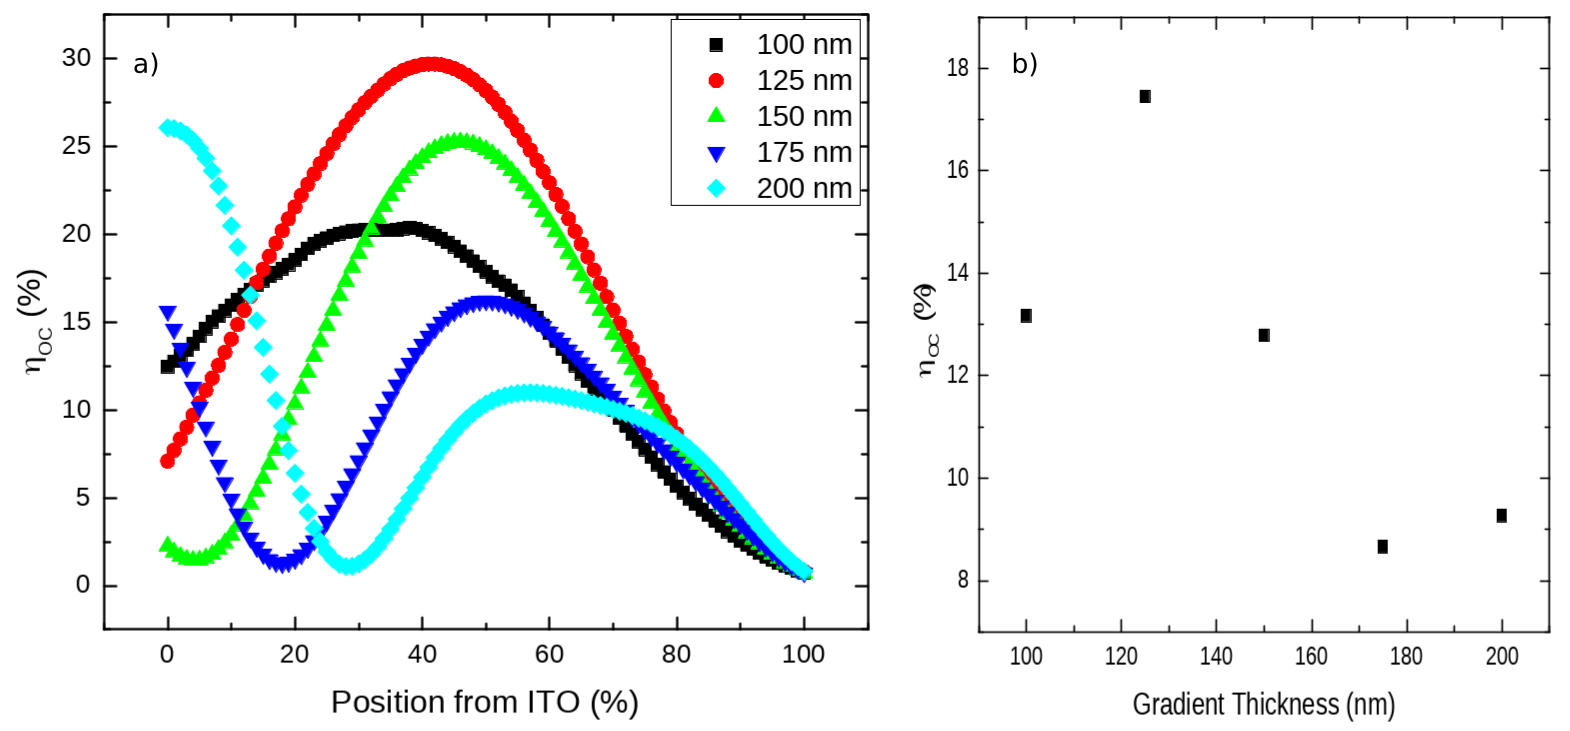 a)
100 nm
125 nm
150 nm
175 nm
200 nm
30
25
20
15
10
5
0
ηOC (%)
0 20 40 60 80 100
Position from ITO (%)
b)
18
16
14
12
10
8
ηOC (%)
100 120 140 160 180 200
Gradient Thickness (nm)